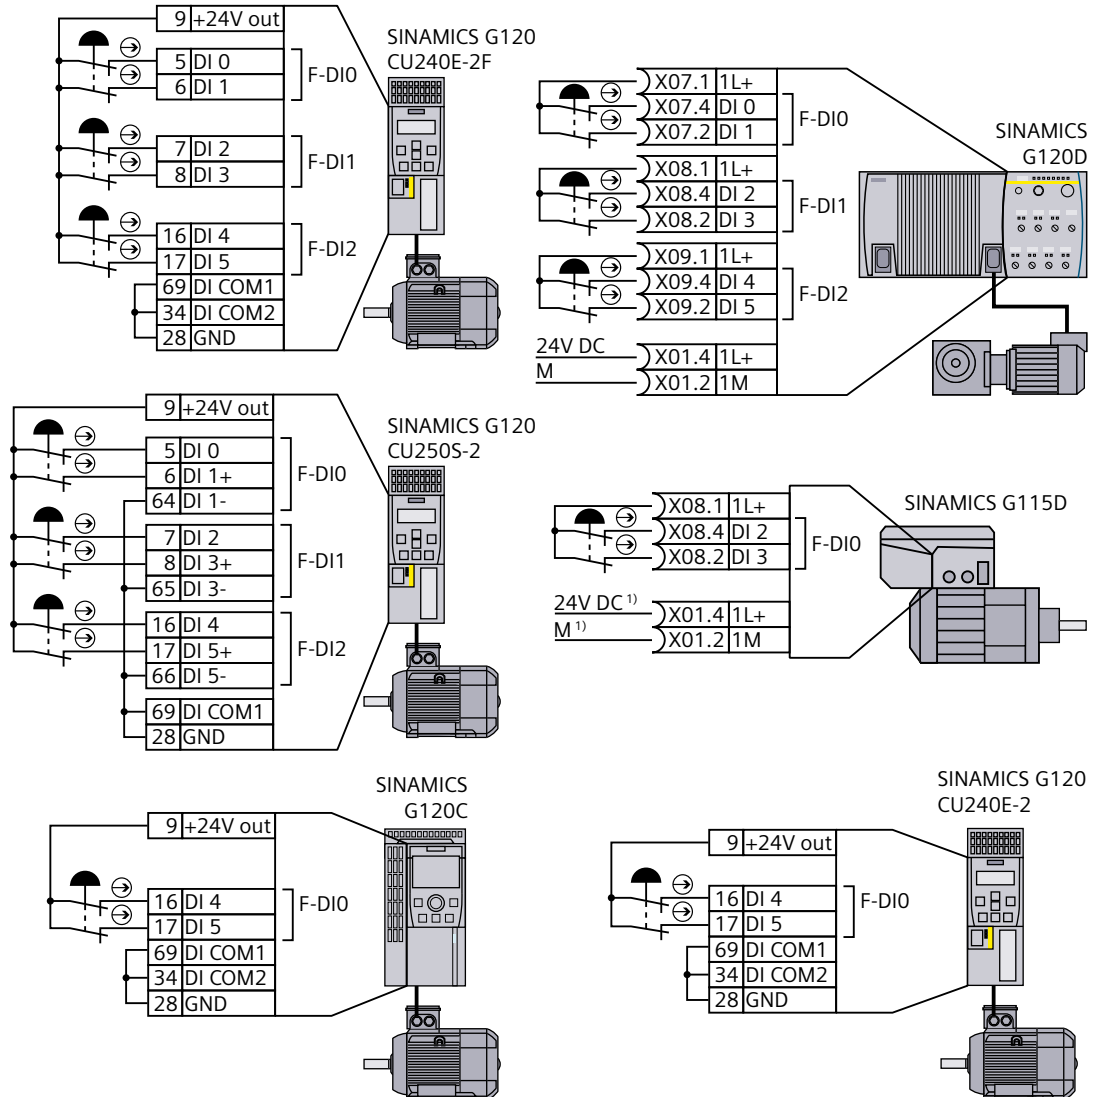 SINAMICS G120
CU240E-2F
9 +24V out
5 DI 0
6 DI 1
F-DI0
7 DI 2
8 DI 3
F-DI1
16 DI 4
17 DI 5
F-DI2
69 DI COM1
34 DI COM2
28 GND
SINAMICS
G120D
X07.1 1L+
X07.4 DI 0
X07.2 DI 1
F-DI0
X08.1 1L+
X08.4 DI 2
X08.2 DI 3
F-DI1
X09.1 1L+
X09.4 DI 4
X09.2 DI 5
F-DI2
24V DC
X01.4 1L+
M
X01.2 1M
SINAMICS G120
CU250S-2
9 +24V out
5 DI 0
6 DI 1+
64 DI 1-
F-DI0
7 DI 2
8 DI 3+
65 DI 3-
F-DI1
16 DI 4
17 DI 5+
66 DI 5-
F-DI2
69 DI COM1
28 GND
SINAMICS G115D
X08.1 1L+
X08.4 DI 2
X08.2 DI 3
F-DI0
24V DC 1)
X01.4 1L+
M 1)
X01.2 1M
SINAMICS
G120C
9 +24V out
16 DI 4
17 DI 5
F-DI0
69 DI COM1
34 DI COM2
28 GND
SINAMICS G120
CU240E-2
9 +24V out
16 DI 4
17 DI 5
F-DI0
69 DI COM1
34 DI COM2
28 GND